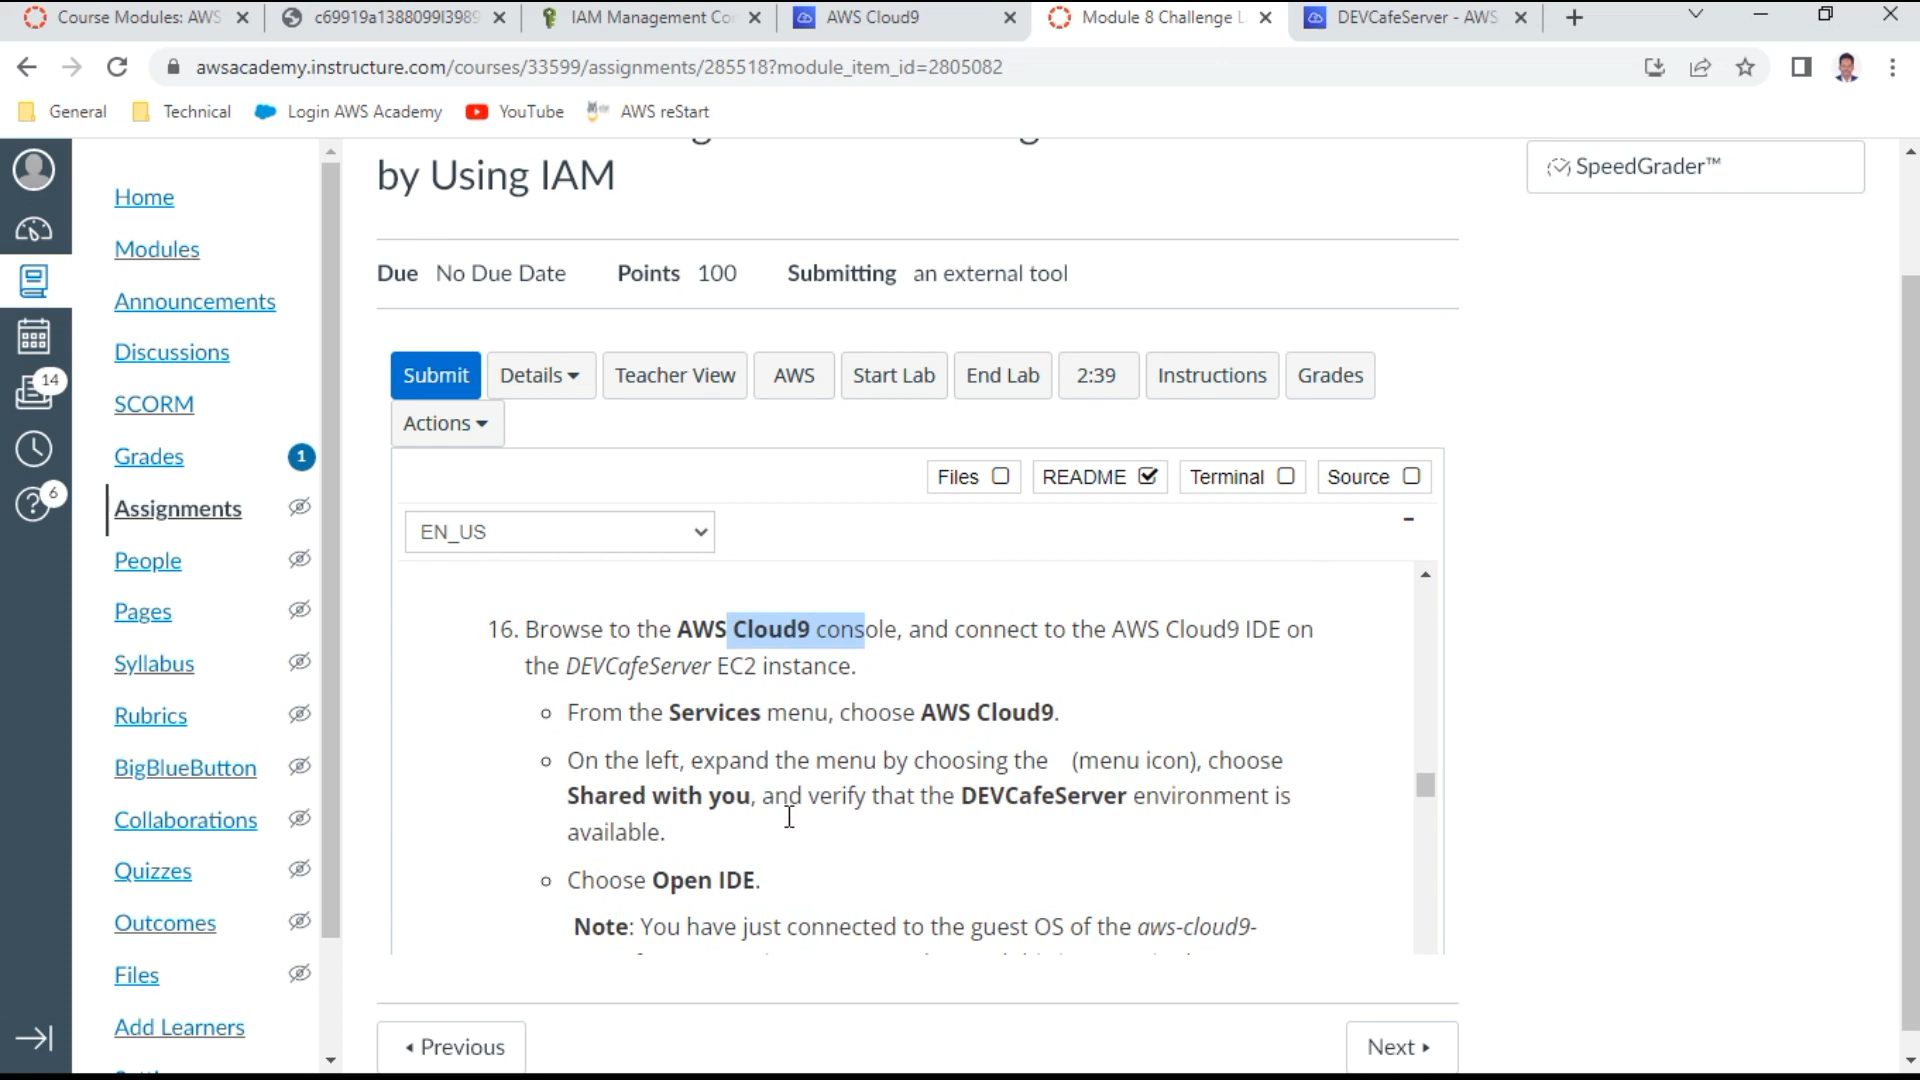 Course Modules: AWS
c69919a1388099l3989
IAM Management Co
AWS Cloud9
Module 8 Challenge L
DEVCafeServer - AWS
awsacademy.instructure.com/courses/33599/assignments/285518?module_item_id=2805082
General
Technical
Login AWS Academy
YouTube
AWS reStart
by Using IAM
SpeedGrader™
Due No Due Date Points 100 Submitting an external tool
Submit
Details
Teacher View
AWS
Start Lab
End Lab
2:39
Instructions
Grades
Actions
Files
README
Terminal
Source
EN_US
16. Browse to the AWS Cloud9 console, and connect to the AWS Cloud9 IDE on
the DEVCafeServer EC2 instance.
From the Services menu, choose AWS Cloud9.
On the left, expand the menu by choosing the (menu icon), choose
Shared with you, and verify that the DEVCafeServer environment is
available.
Choose Open IDE.
Note: You have just connected to the guest OS of the aws-cloud9-
Previous
Next
14
6
Home
Modules
Announcements
Discussions
SCORM
Grades
1
Assignments
People
Pages
Syllabus
Rubrics
BigBlueButton
Collaborations
Quizzes
Outcomes
Files
Add Learners